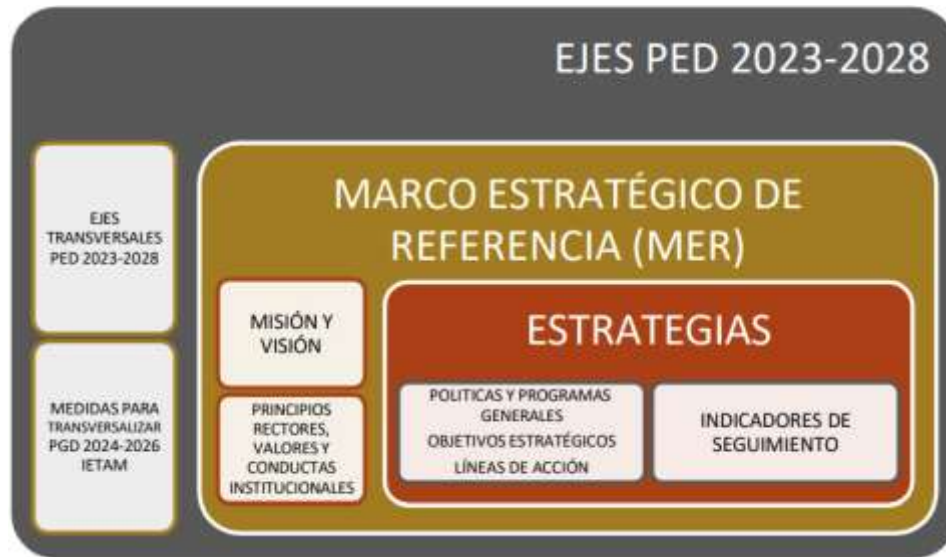 EJES PED 2023-2028
EJES
TRANSVERSALES
PED 2023-2028
MEDIDAS PARA
TRANSVERSALIZAR
PGD 2024-2026
IETAM
MARCO ESTRATÉGICO DE
REFERENCIA (MER)
MISIÓN Y
VISIÓN
PRINCIPIOS
RECTORES,
VALORES Y
CONDUCTAS
INSTITUCIONALES
ESTRATEGIAS
POLITICAS Y PROGRAMAS
GENERALES
OBJETIVOS ESTRATÉGICOS
LÍNEAS DE ACCIÓN
INDICADORES DE
SEGUIMIENTO